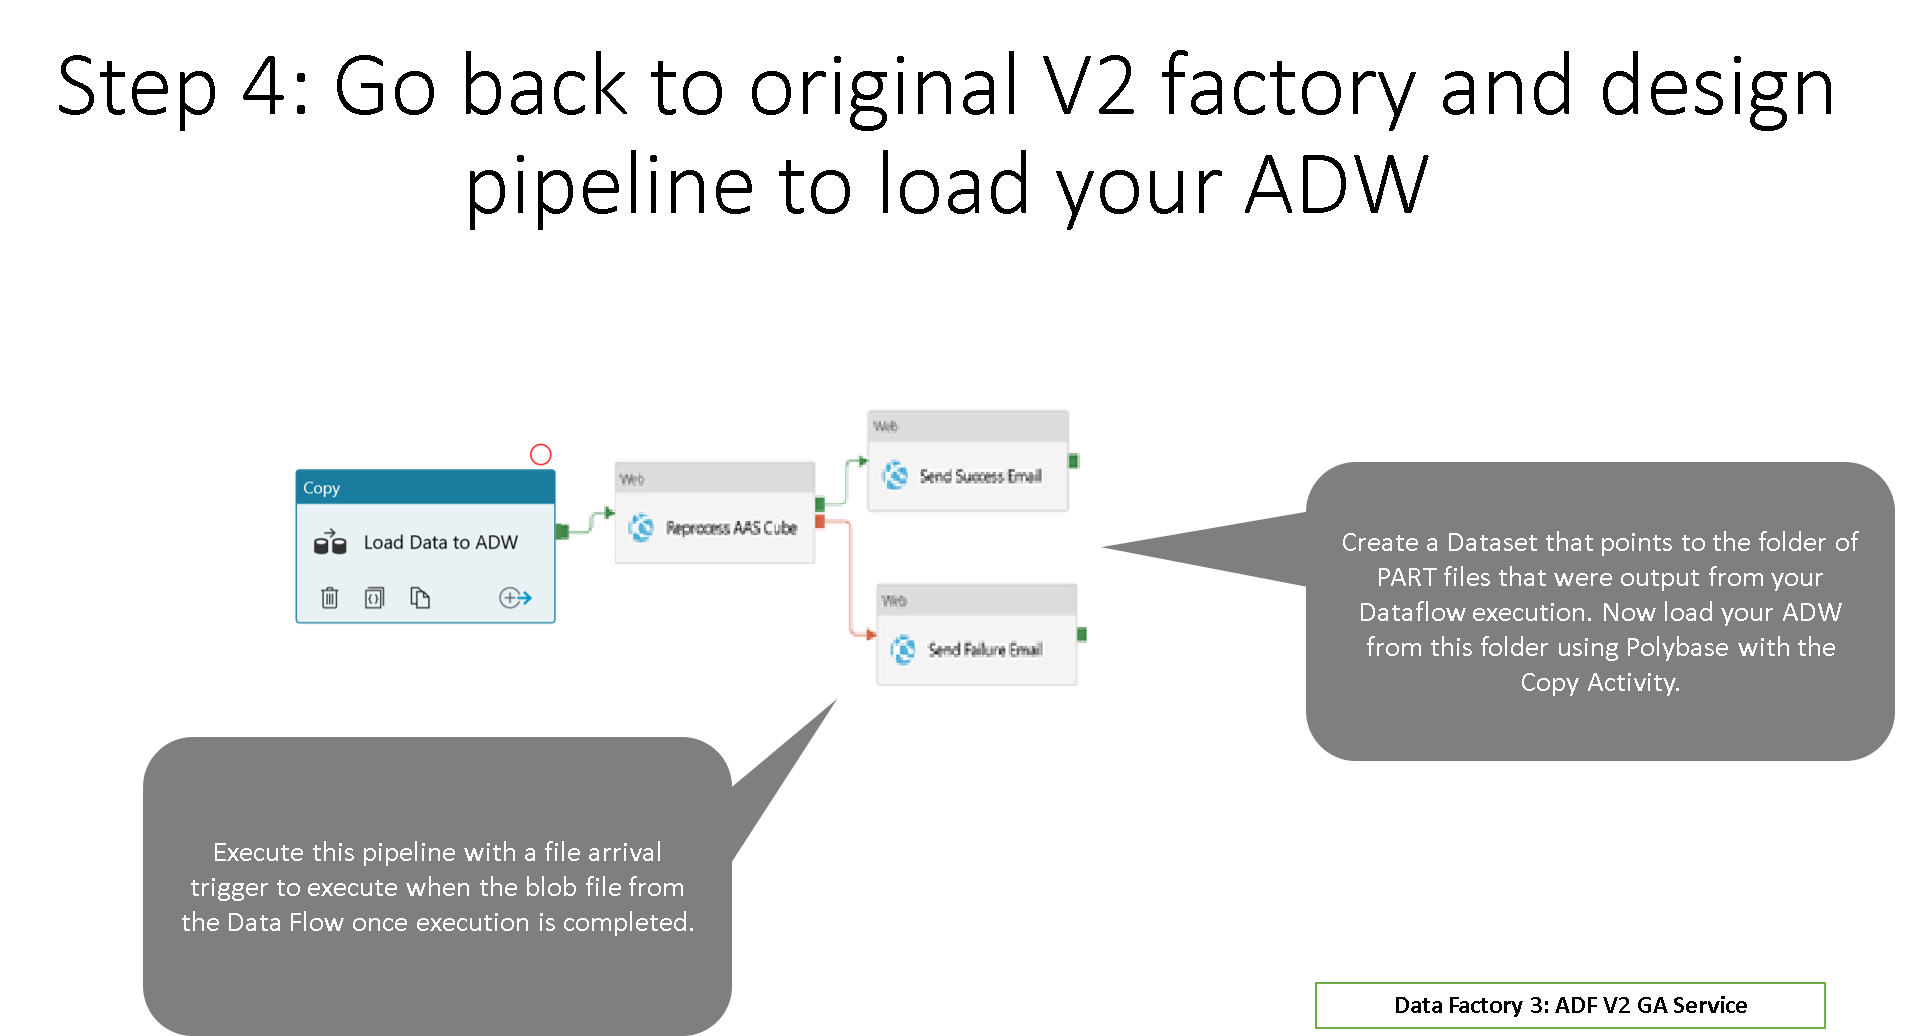 Step 4: Go back to original V2 factory and design
pipeline to load your ADW
Web
Send Success Email
Copy
Load Data to ADW
Web
Reprocess AAS Cube
Web
Send Failure Email
Create a Dataset that points to the folder of
PART files that were output from your
Dataflow execution. Now load your ADW
from this folder using Polybase with the
Copy Activity.
Execute this pipeline with a file arrival
trigger to execute when the blob file from
the Data Flow once execution is completed.
Data Factory 3: ADF V2 GA Service